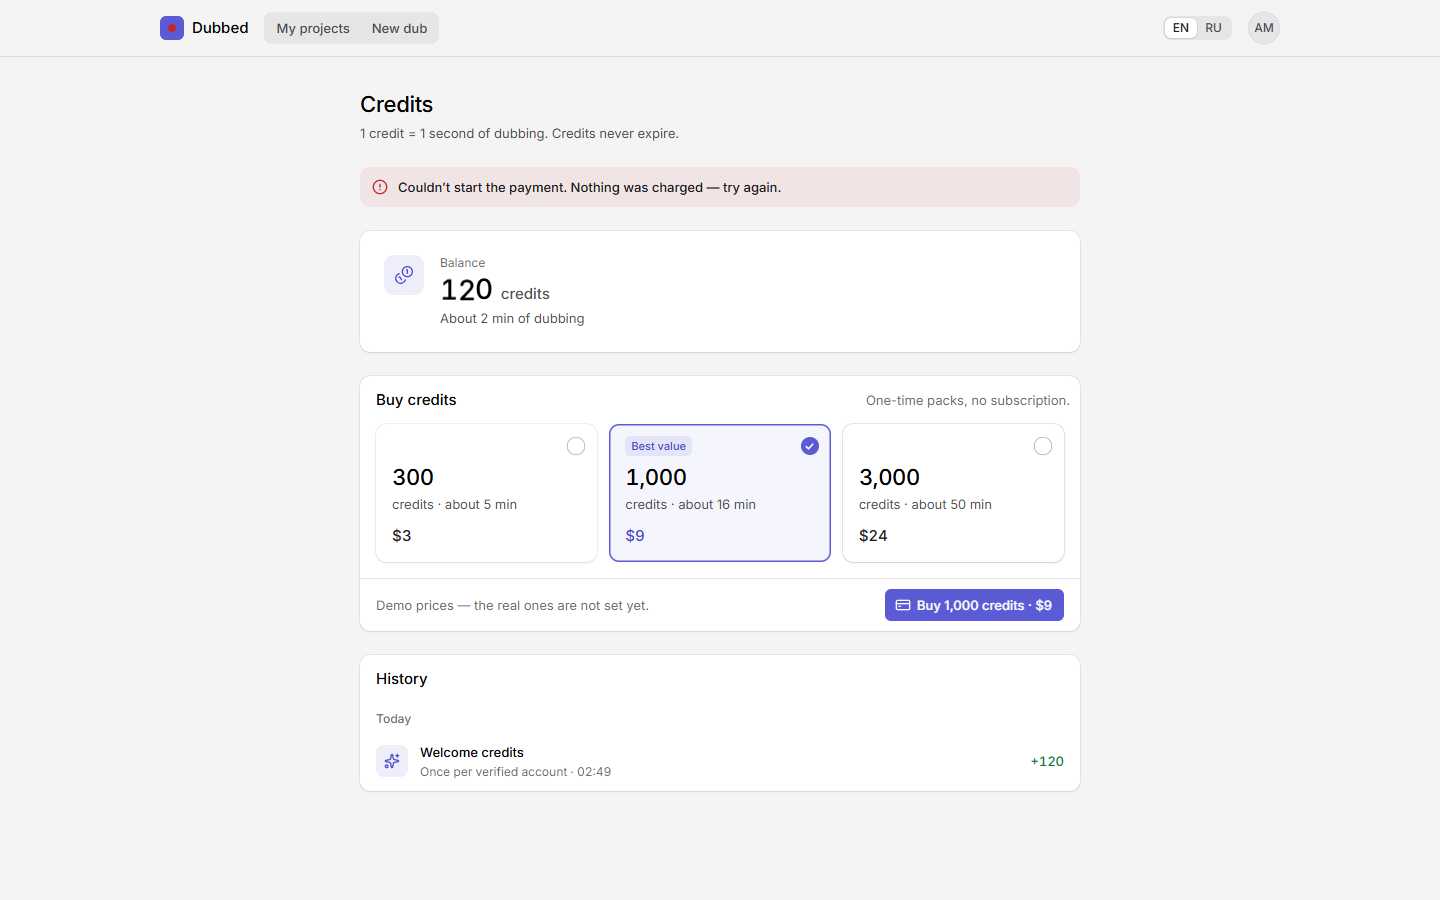 Dubbed
My projects
New dub
EN
RU
AM
Credits
1 credit = 1 second of dubbing. Credits never expire.
Couldn’t start the payment. Nothing was charged — try again.
Balance
120 credits
About 2 min of dubbing
Buy credits
One-time packs, no subscription.
300
credits · about 5 min
$3
Best value
1,000
credits · about 16 min
$9
3,000
credits · about 50 min
$24
Demo prices — the real ones are not set yet.
Buy 1,000 credits · $9
History
Today
Welcome credits
Once per verified account · 02:49
+120